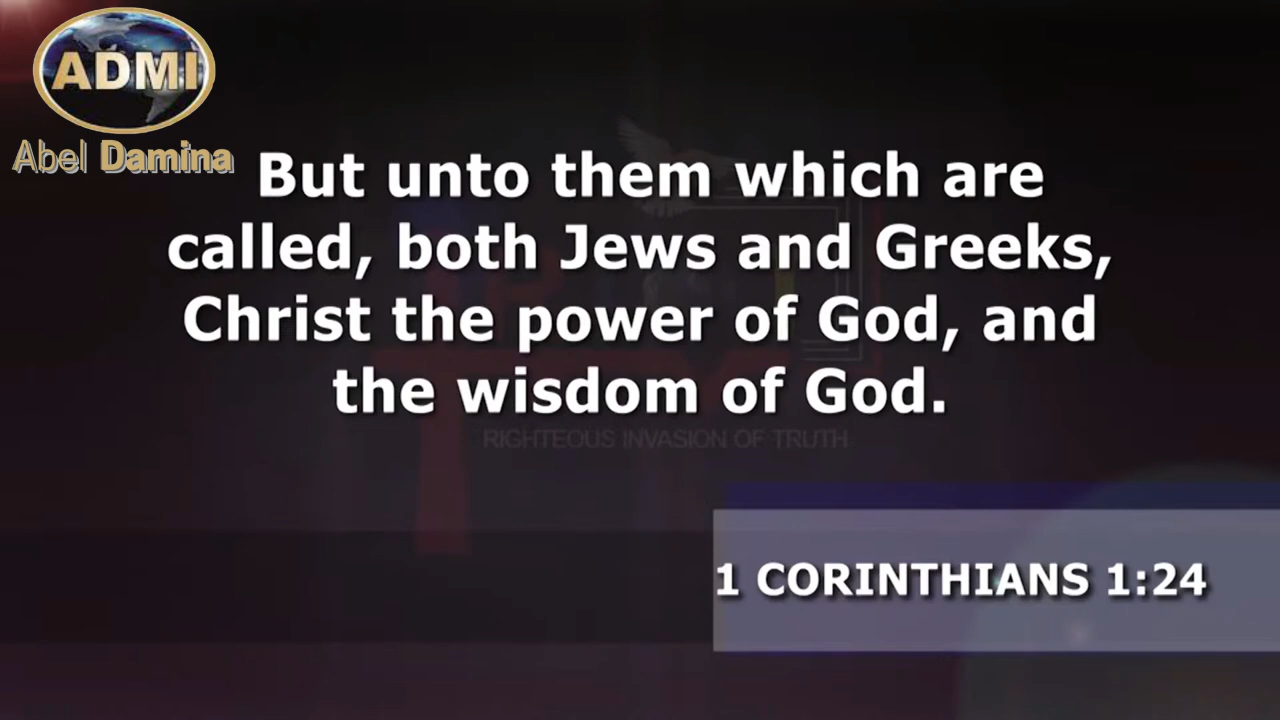 ADMI
Abel Damina
But unto them which are
called, both Jews and Greeks,
Christ the power of God, and
the wisdom of God.
RIGHTEOUS INVASION OF TRUTH
1 CORINTHIANS 1:24